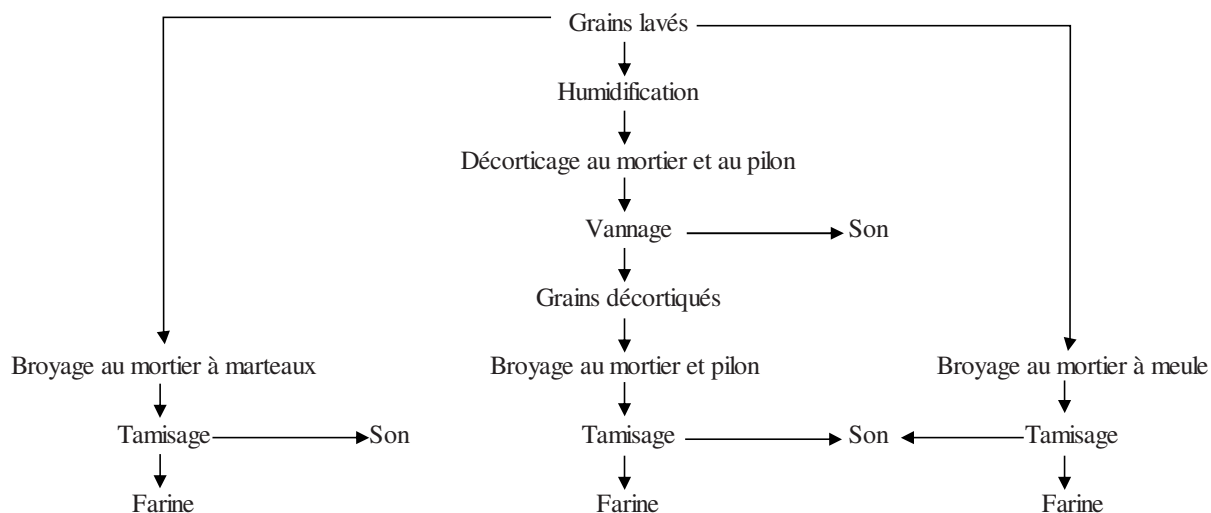 Grains lavés
Humidification
Décorticage au mortier et au pilon
Vannage
Son
Grains décortiqués
Broyage au mortier à marteaux
Broyage au mortier et pilon
Broyage au mortier à meule
Tamisage
Son
Tamisage
Son
Tamisage
Farine
Farine
Farine